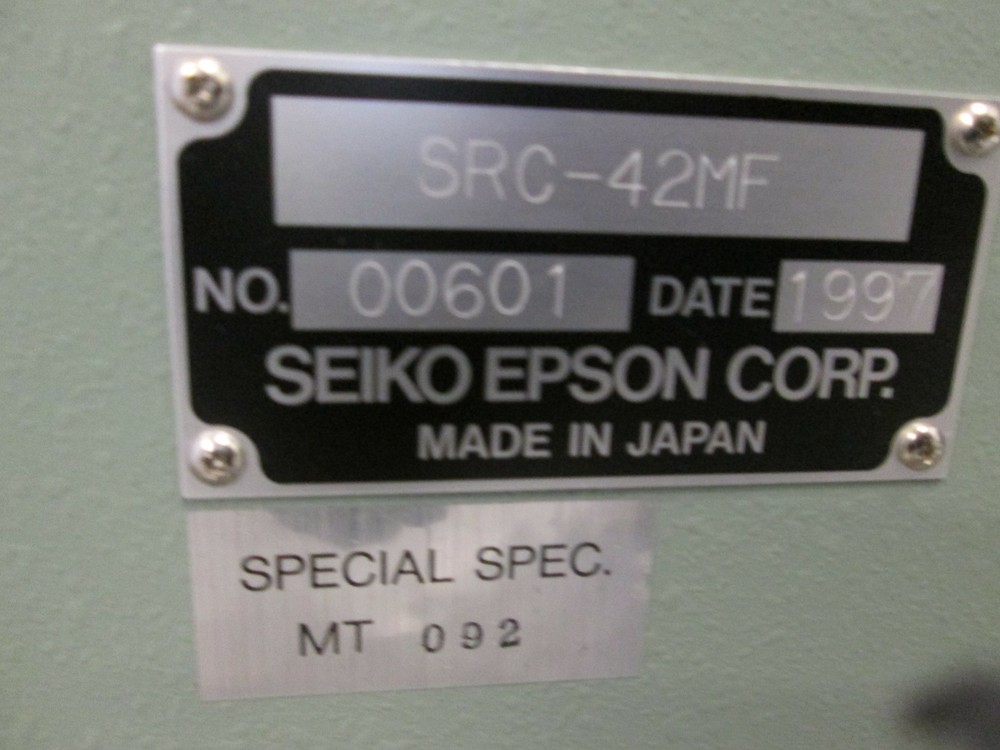 SRC-42MF
NO. 00601 DATE 1997
SEIKO EPSON CORP.
MADE IN JAPAN
SPECIAL SPEC.
MT 092